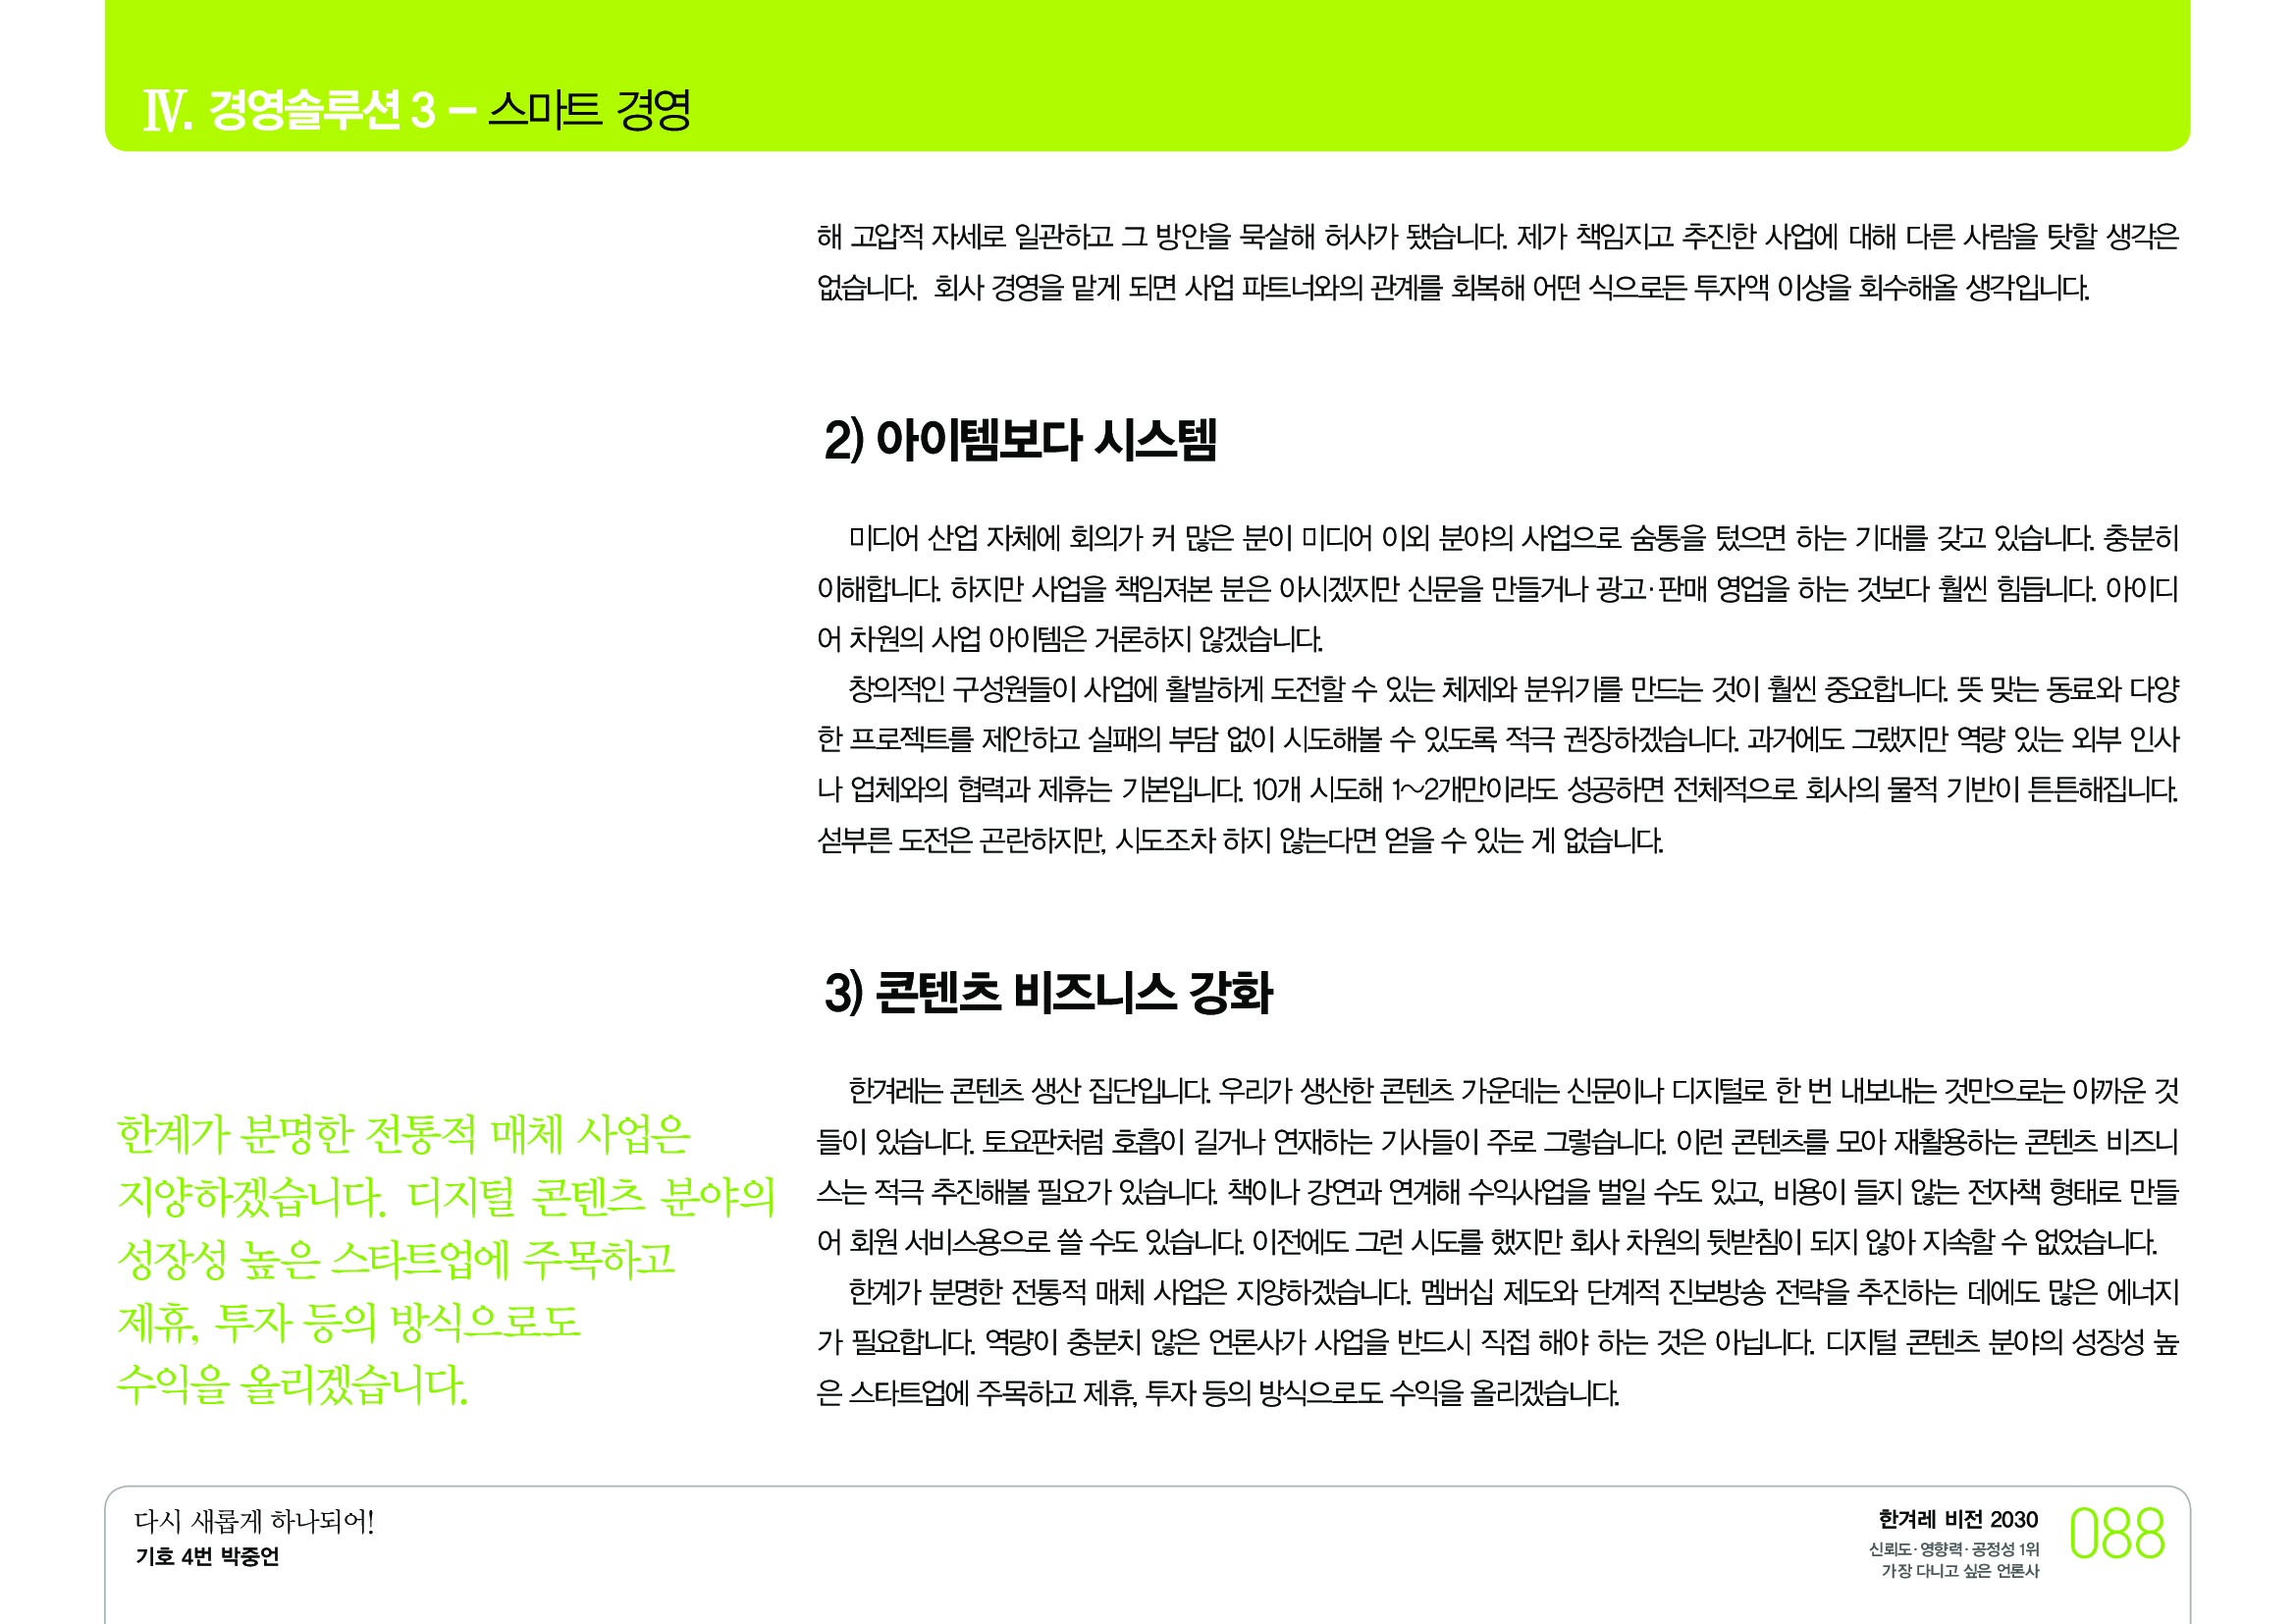 Ⅳ. 경영솔루션 3 – 스마트 경영
해 고압적 자세로 일관하고 그 방안을 묵살해 허사가 됐습니다. 제가 책임지고 추진한 사업에 대해 다른 사람을 탓할 생각은
없습니다. 회사 경영을 맡게 되면 사업 파트너와의 관계를 회복해 어떤 식으로든 투자액 이상을 회수해올 생각입니다.
2) 아이템보다 시스템
미디어 산업 자체에 회의가 커 많은 분이 미디어 이외 분야의 사업으로 숨통을 텄으면 하는 기대를 갖고 있습니다. 충분히
이해합니다. 하지만 사업을 책임져본 분은 아시겠지만 신문을 만들거나 광고·판매 영업을 하는 것보다 훨씬 힘듭니다. 아이디
어 차원의 사업 아이템은 거론하지 않겠습니다.
창의적인 구성원들이 사업에 활발하게 도전할 수 있는 체제와 분위기를 만드는 것이 훨씬 중요합니다. 뜻 맞는 동료와 다양
한 프로젝트를 제안하고 실패의 부담 없이 시도해볼 수 있도록 적극 권장하겠습니다. 과거에도 그랬지만 역량 있는 외부 인사
나 업체와의 협력과 제휴는 기본입니다. 10개 시도해 1~2개만이라도 성공하면 전체적으로 회사의 물적 기반이 튼튼해집니다.
섣부른 도전은 곤란하지만, 시도조차 하지 않는다면 얻을 수 있는 게 없습니다.
3) 콘텐츠 비즈니스 강화
한겨레는 콘텐츠 생산 집단입니다. 우리가 생산한 콘텐츠 가운데는 신문이나 디지털로 한 번 내보내는 것만으로는 아까운 것
들이 있습니다. 토요판처럼 호흡이 길거나 연재하는 기사들이 주로 그렇습니다. 이런 콘텐츠를 모아 재활용하는 콘텐츠 비즈니
스는 적극 추진해볼 필요가 있습니다. 책이나 강연과 연계해 수익사업을 벌일 수도 있고, 비용이 들지 않는 전자책 형태로 만들
어 회원 서비스용으로 쓸 수도 있습니다. 이전에도 그런 시도를 했지만 회사 차원의 뒷받침이 되지 않아 지속할 수 없었습니다.
한계가 분명한 전통적 매체 사업은 지양하겠습니다. 멤버십 제도와 단계적 진보방송 전략을 추진하는 데에도 많은 에너지
가 필요합니다. 역량이 충분치 않은 언론사가 사업을 반드시 직접 해야 하는 것은 아닙니다. 디지털 콘텐츠 분야의 성장성 높
은 스타트업에 주목하고 제휴, 투자 등의 방식으로도 수익을 올리겠습니다.
한계가 분명한 전통적 매체 사업은
지양하겠습니다. 디지털 콘텐츠 분야의
성장성 높은 스타트업에 주목하고
제휴, 투자 등의 방식으로도
수익을 올리겠습니다.
다시 새롭게 하나되어!
기호 4번 박중언
한겨레 비전 2030
신뢰도·영향력·공정성 1위
가장 다니고 싶은 언론사
088